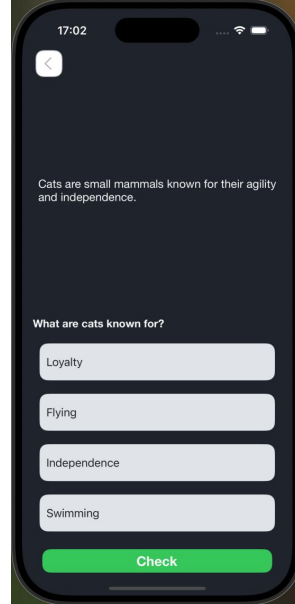 17:02
Cats are small mammals known for their agility
and independence.
What are cats known for?
Loyalty
Flying
Independence
Swimming
Check